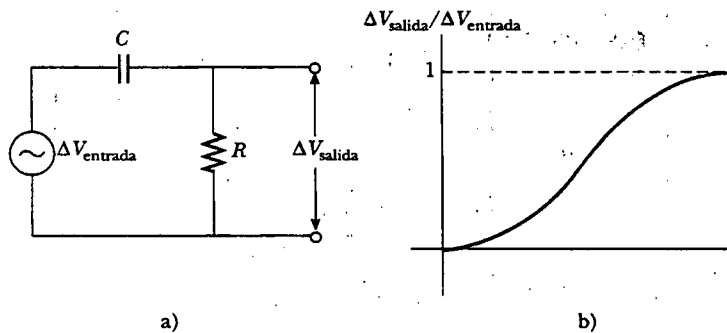 C
ΔV_entrada
R
ΔV_salida
a)
ΔV_salida/ΔV_entrada
1
b)